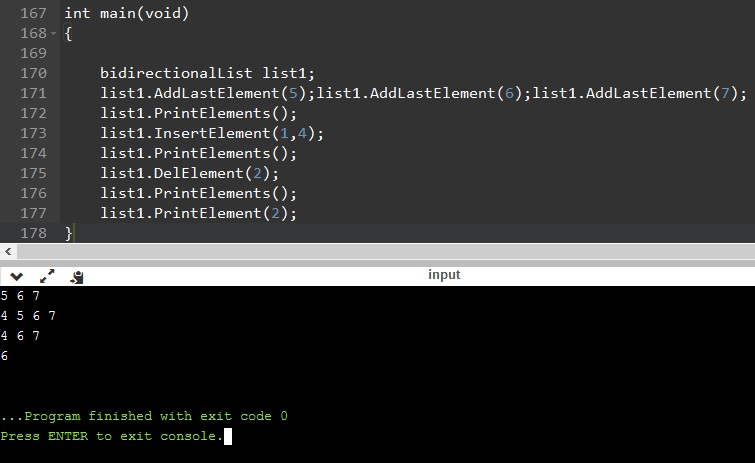 167 int main(void)
168 {
169
170 bidirectionalList list1;
171 list1.AddLastElement(5);list1.AddLastElement(6);list1.AddLastElement(7);
172 list1.PrintElements();
173 list1.InsertElement(1,4);
174 list1.PrintElements();
175 list1.DelElement(2);
176 list1.PrintElements();
177 list1.PrintElement(2);
178 }
input
5 6 7
4 5 6 7
4 6 7
6
...Program finished with exit code 0
Press ENTER to exit console.